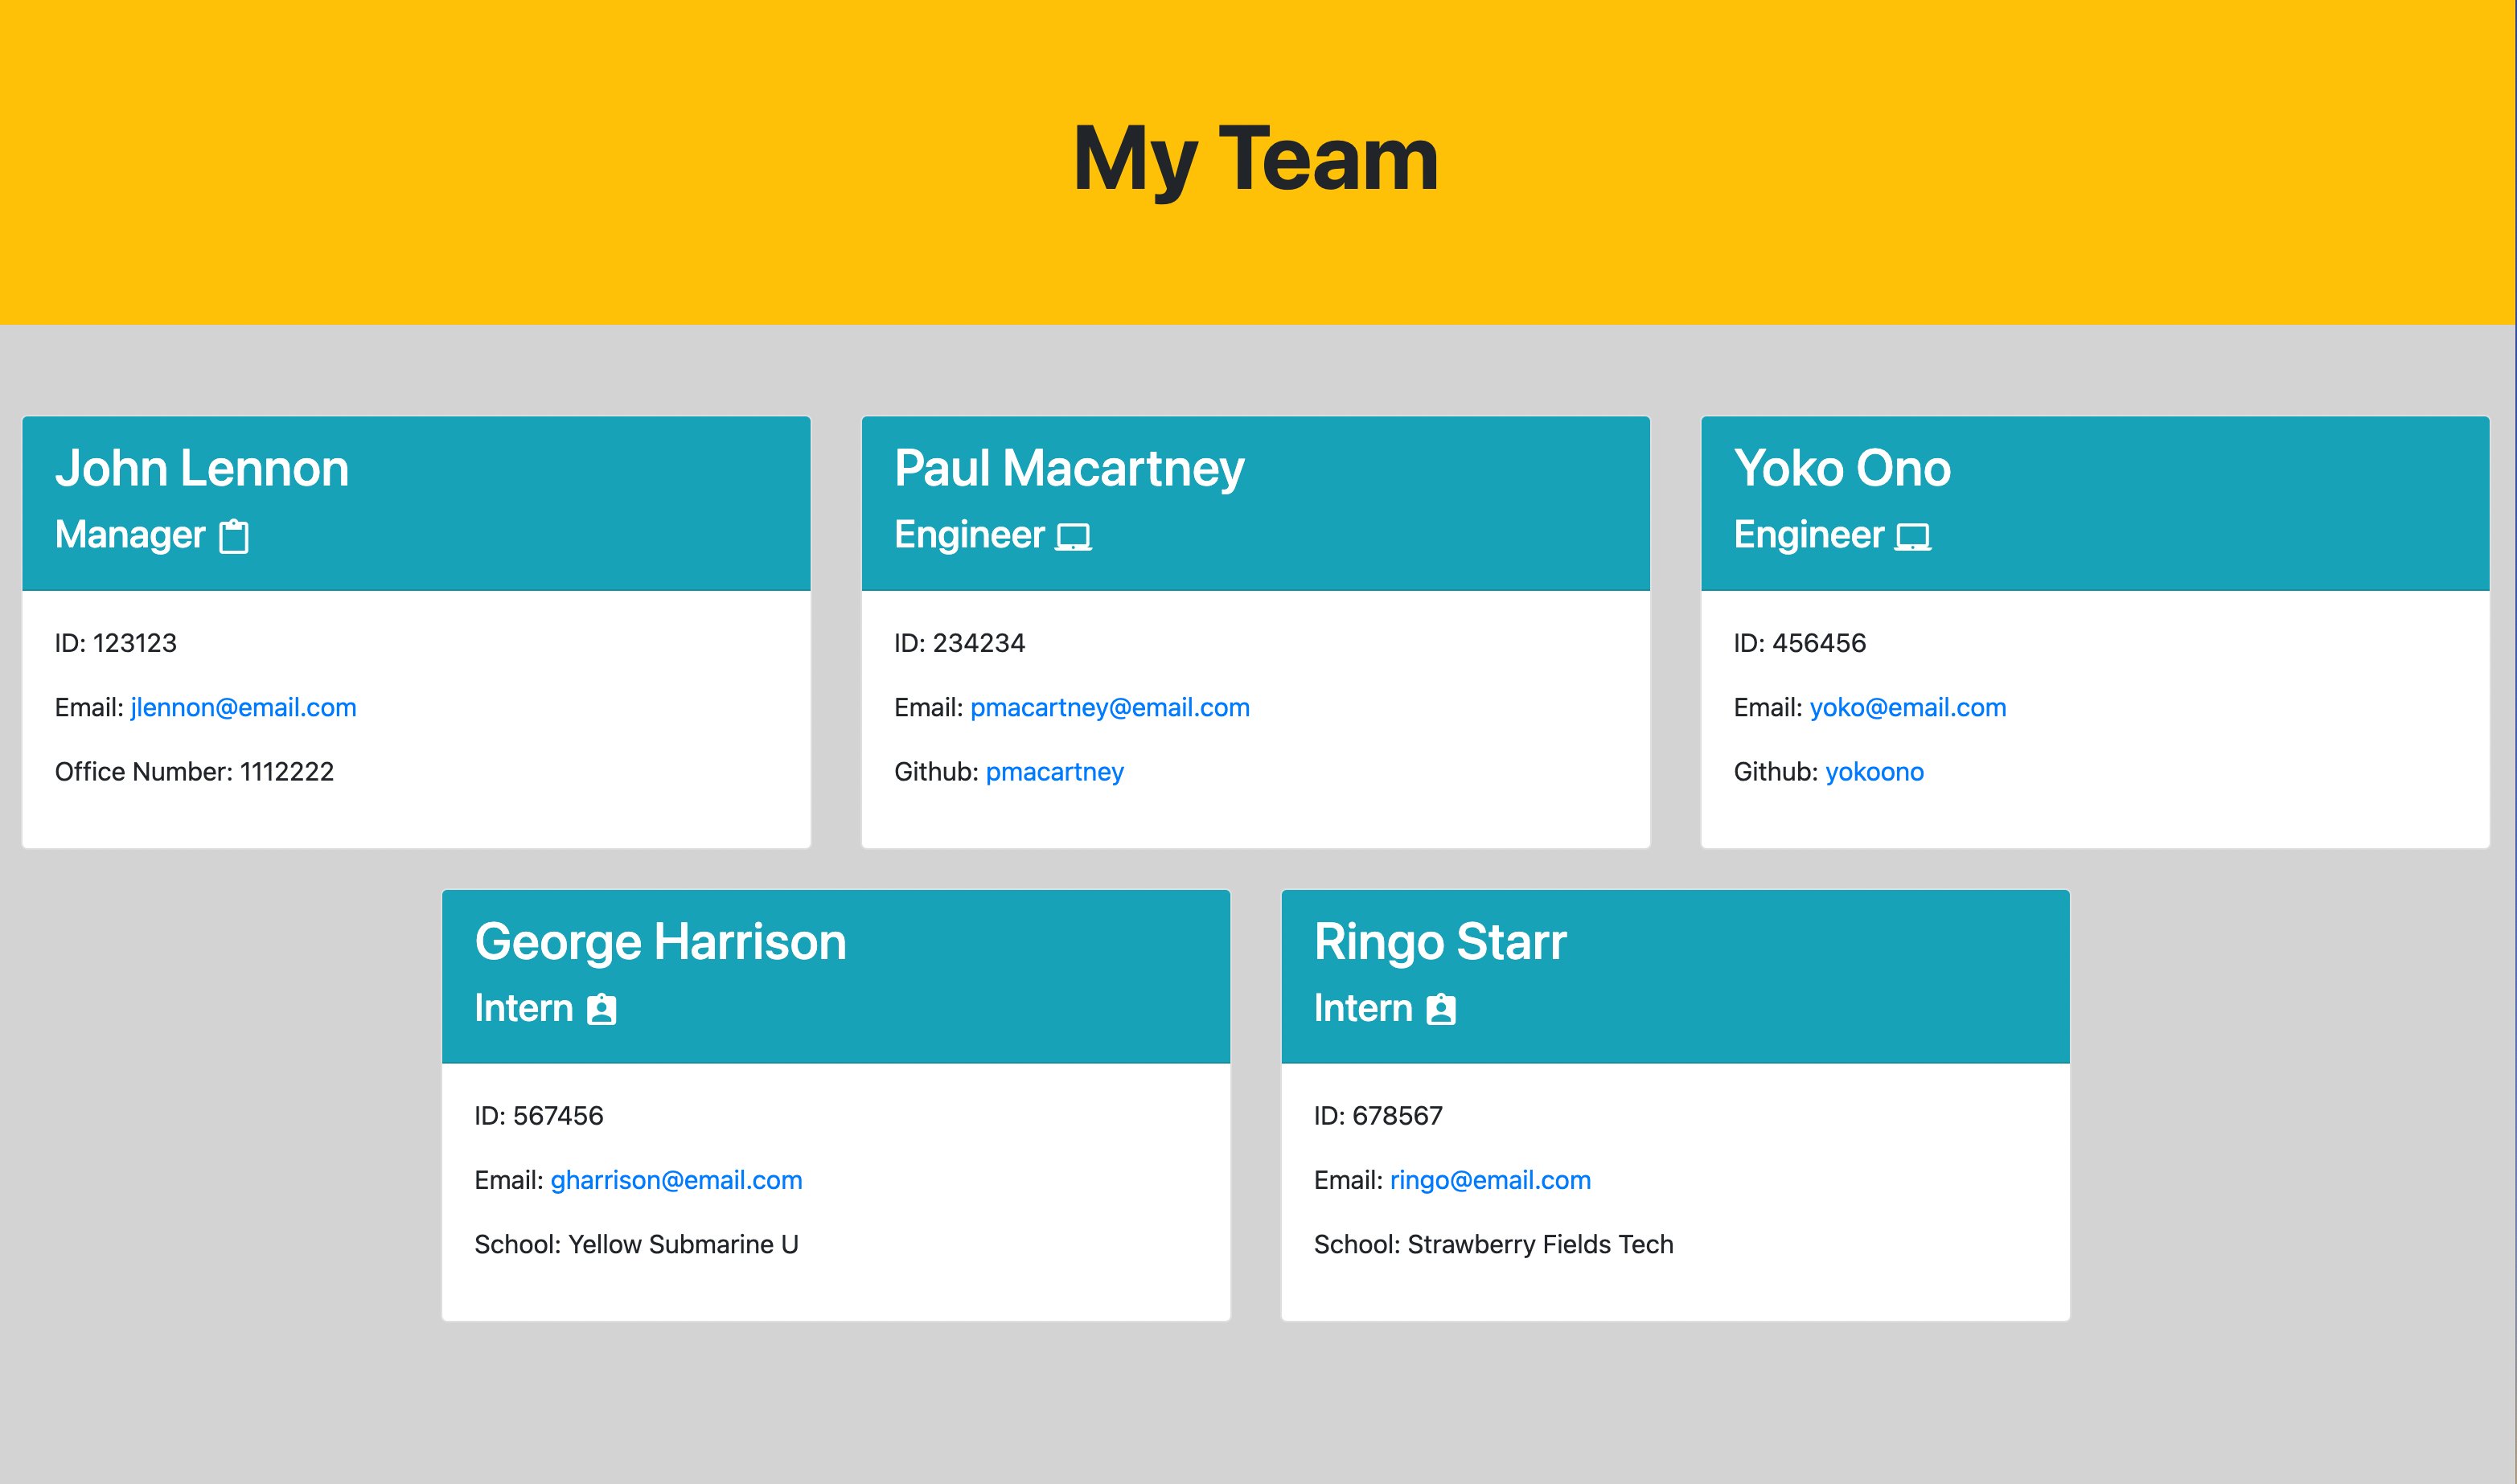 My Team
John Lennon
Manager
ID: 123123
Email: jlennon@email.com
Office Number: 1112222
Paul Macartney
Engineer
ID: 234234
Email: pmacartney@email.com
Github: pmacartney
Yoko Ono
Engineer
ID: 456456
Email: yoko@email.com
Github: yokoono
George Harrison
Intern
ID: 567456
Email: gharrison@email.com
School: Yellow Submarine U
Ringo Starr
Intern
ID: 678567
Email: ringo@email.com
School: Strawberry Fields Tech